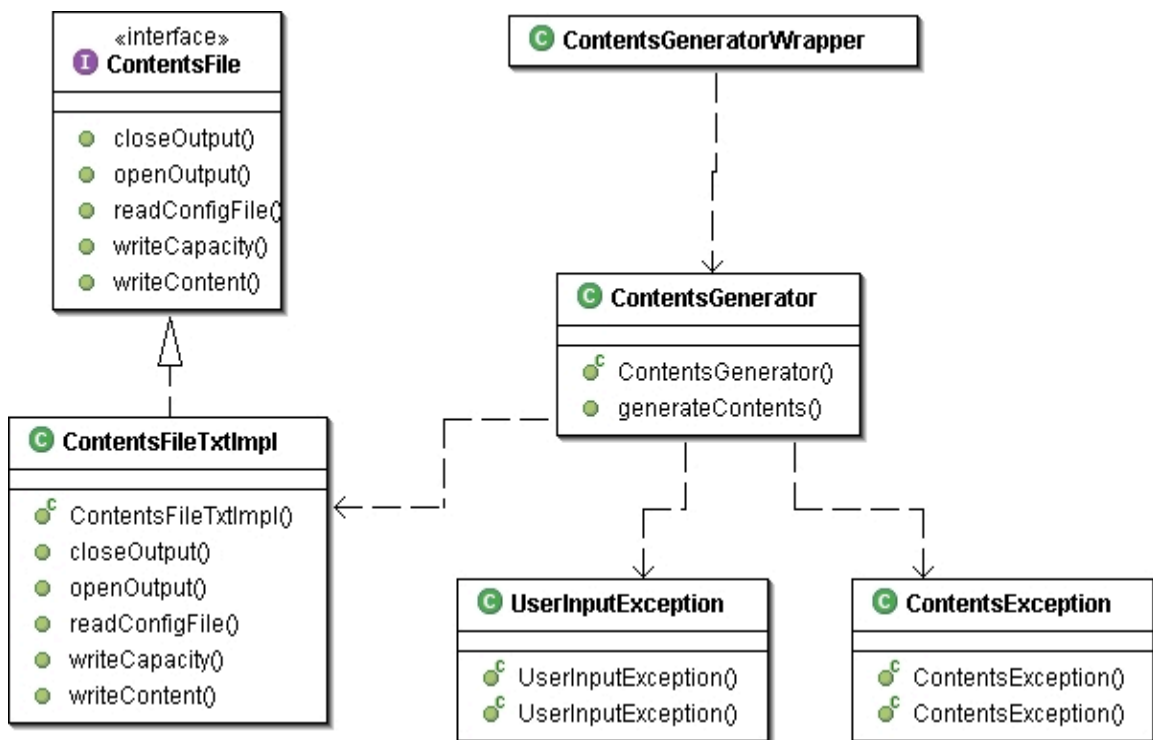 «interface»
I ContentsFile
closeOutput()
openOutput()
readConfigFile()
writeCapacity()
writeContent()
C ContentsGeneratorWrapper
C ContentsGenerator
C ContentsGenerator()
generateContents()
C ContentsFileTxtImpl
C ContentsFileTxtImpl()
closeOutput()
openOutput()
readConfigFile()
writeCapacity()
writeContent()
C UserInputException
C UserInputException()
C UserInputException()
C ContentsException
C ContentsException()
C ContentsException()